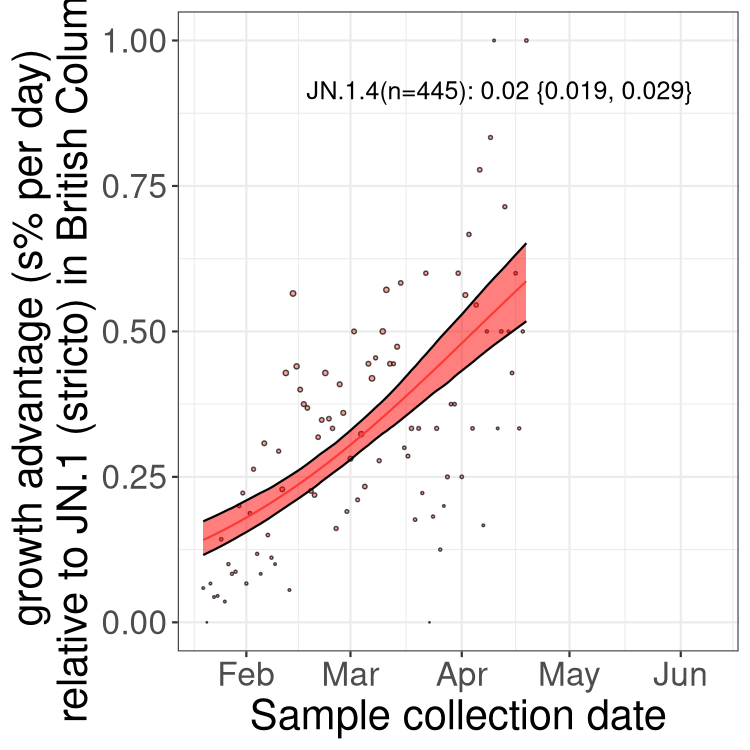 growth advantage (s% per day)
relative to JN.1 (stricto) in British Colum
1.00
0.75
0.50
0.25
0.00
JN.1.4(n=445): 0.02 {0.019, 0.029}
Feb Mar Apr May Jun
Sample collection date